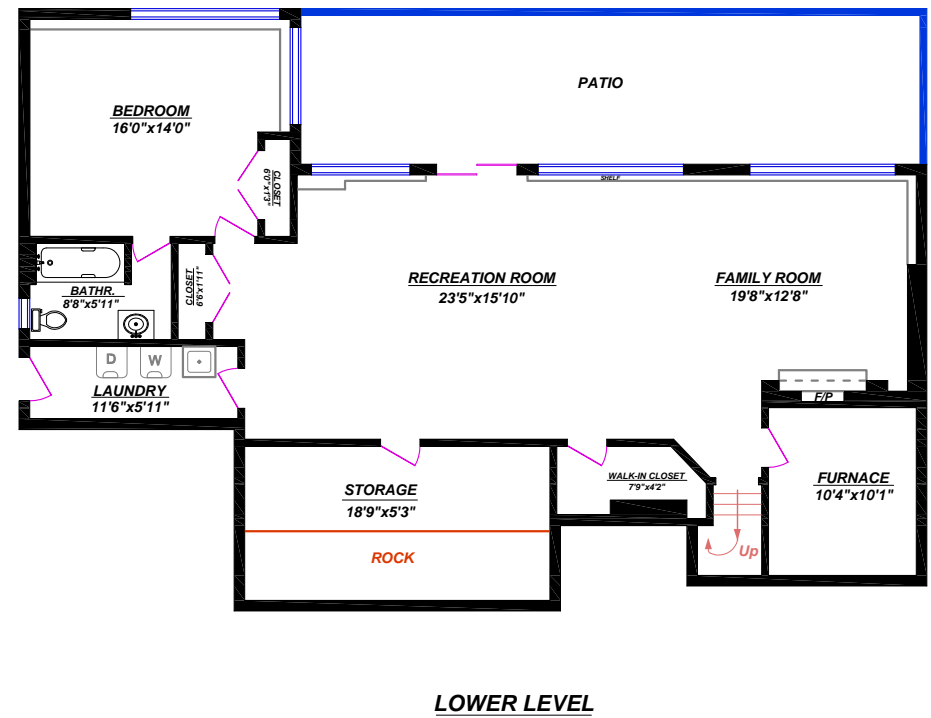 PATIO
BEDROOM
16'0"x14'0"
CLOSET
6'0"x1'3"
SHELF
RECREATION ROOM
23'5"x15'10"
FAMILY ROOM
19'8"x12'8"
CLOSET
6'6"x1'11"
BATHR.
8'8"x5'11"
D
W
LAUNDRY
11'6"x5'11"
F/P
STORAGE
18'9"x5'3"
WALK-IN CLOSET
7'9"x4'2"
FURNACE
10'4"x10'1"
ROCK
Up
LOWER LEVEL